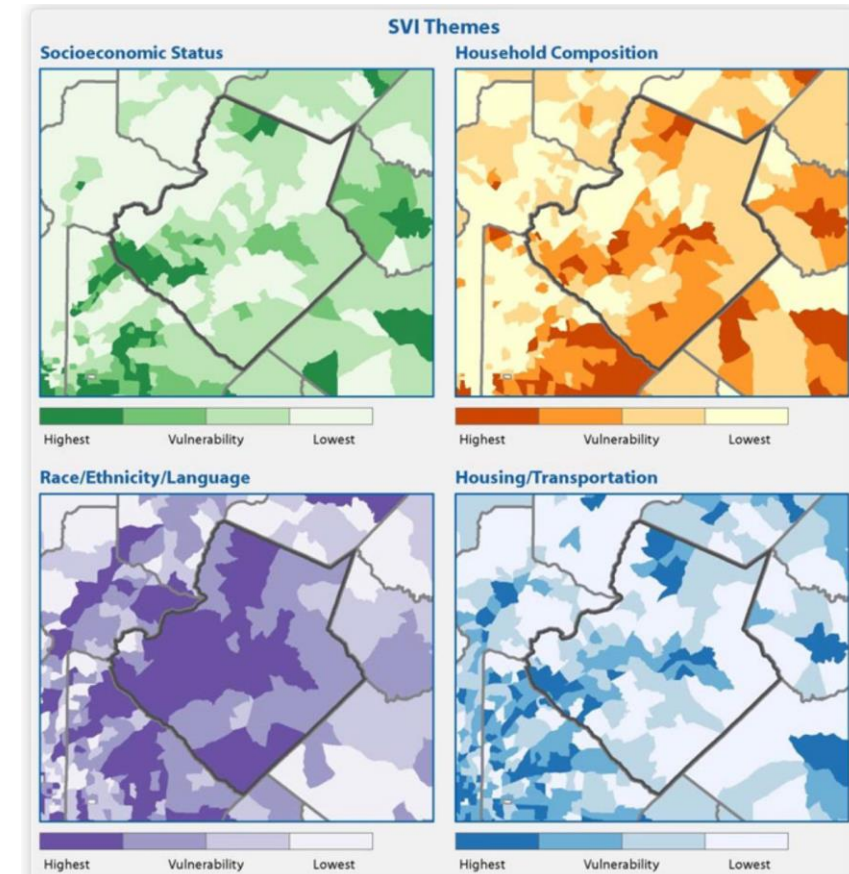 SVI Themes
Socioeconomic Status
Household Composition
Highest Vulnerability Lowest
Highest Vulnerability Lowest
Race/Ethnicity/Language
Housing/Transportation
Highest Vulnerability Lowest
Highest Vulnerability Lowest